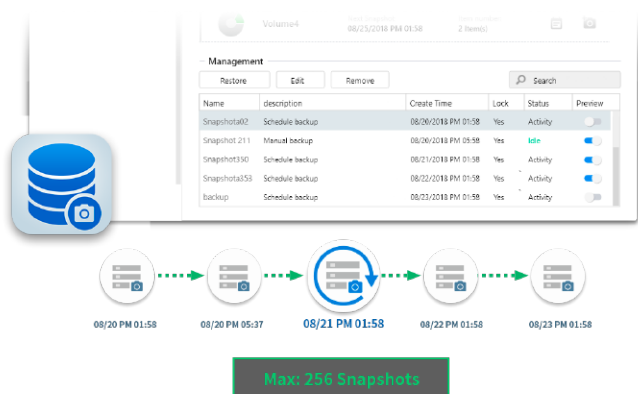 Volume4
08/25/2018 PM 01:58 2 Item(s)
Management
Restore Edit Remove Search
Name description Create Time Lock Status Preview
Snapshota02 Schedule backup 08/20/2018 PM 01:58 Yes Activity
Snapshot 211 Manual backup 08/20/2018 PM 05:58 Yes Idle
Snapshot350 Schedule backup 08/21/2018 PM 01:58 Yes Activity
Snapshota353 Schedule backup 08/22/2018 PM 01:58 Yes Activity
backup Schedule backup 08/23/2018 PM 01:58 Yes Activity
08/20 PM 01:58 08/20 PM 05:37 08/21 PM 01:58 08/22 PM 01:58 08/23 PM 01:58
Max: 256 Snapshots